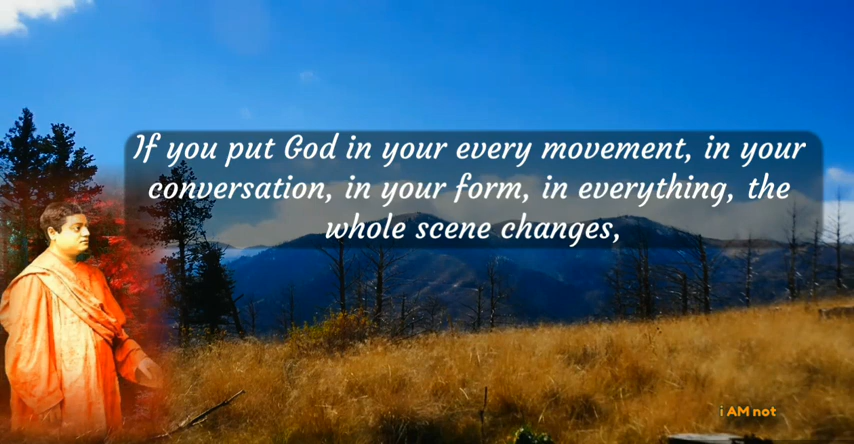 If you put God in your every movement, in your
conversation, in your form, in everything, the
whole scene changes,
i AM not